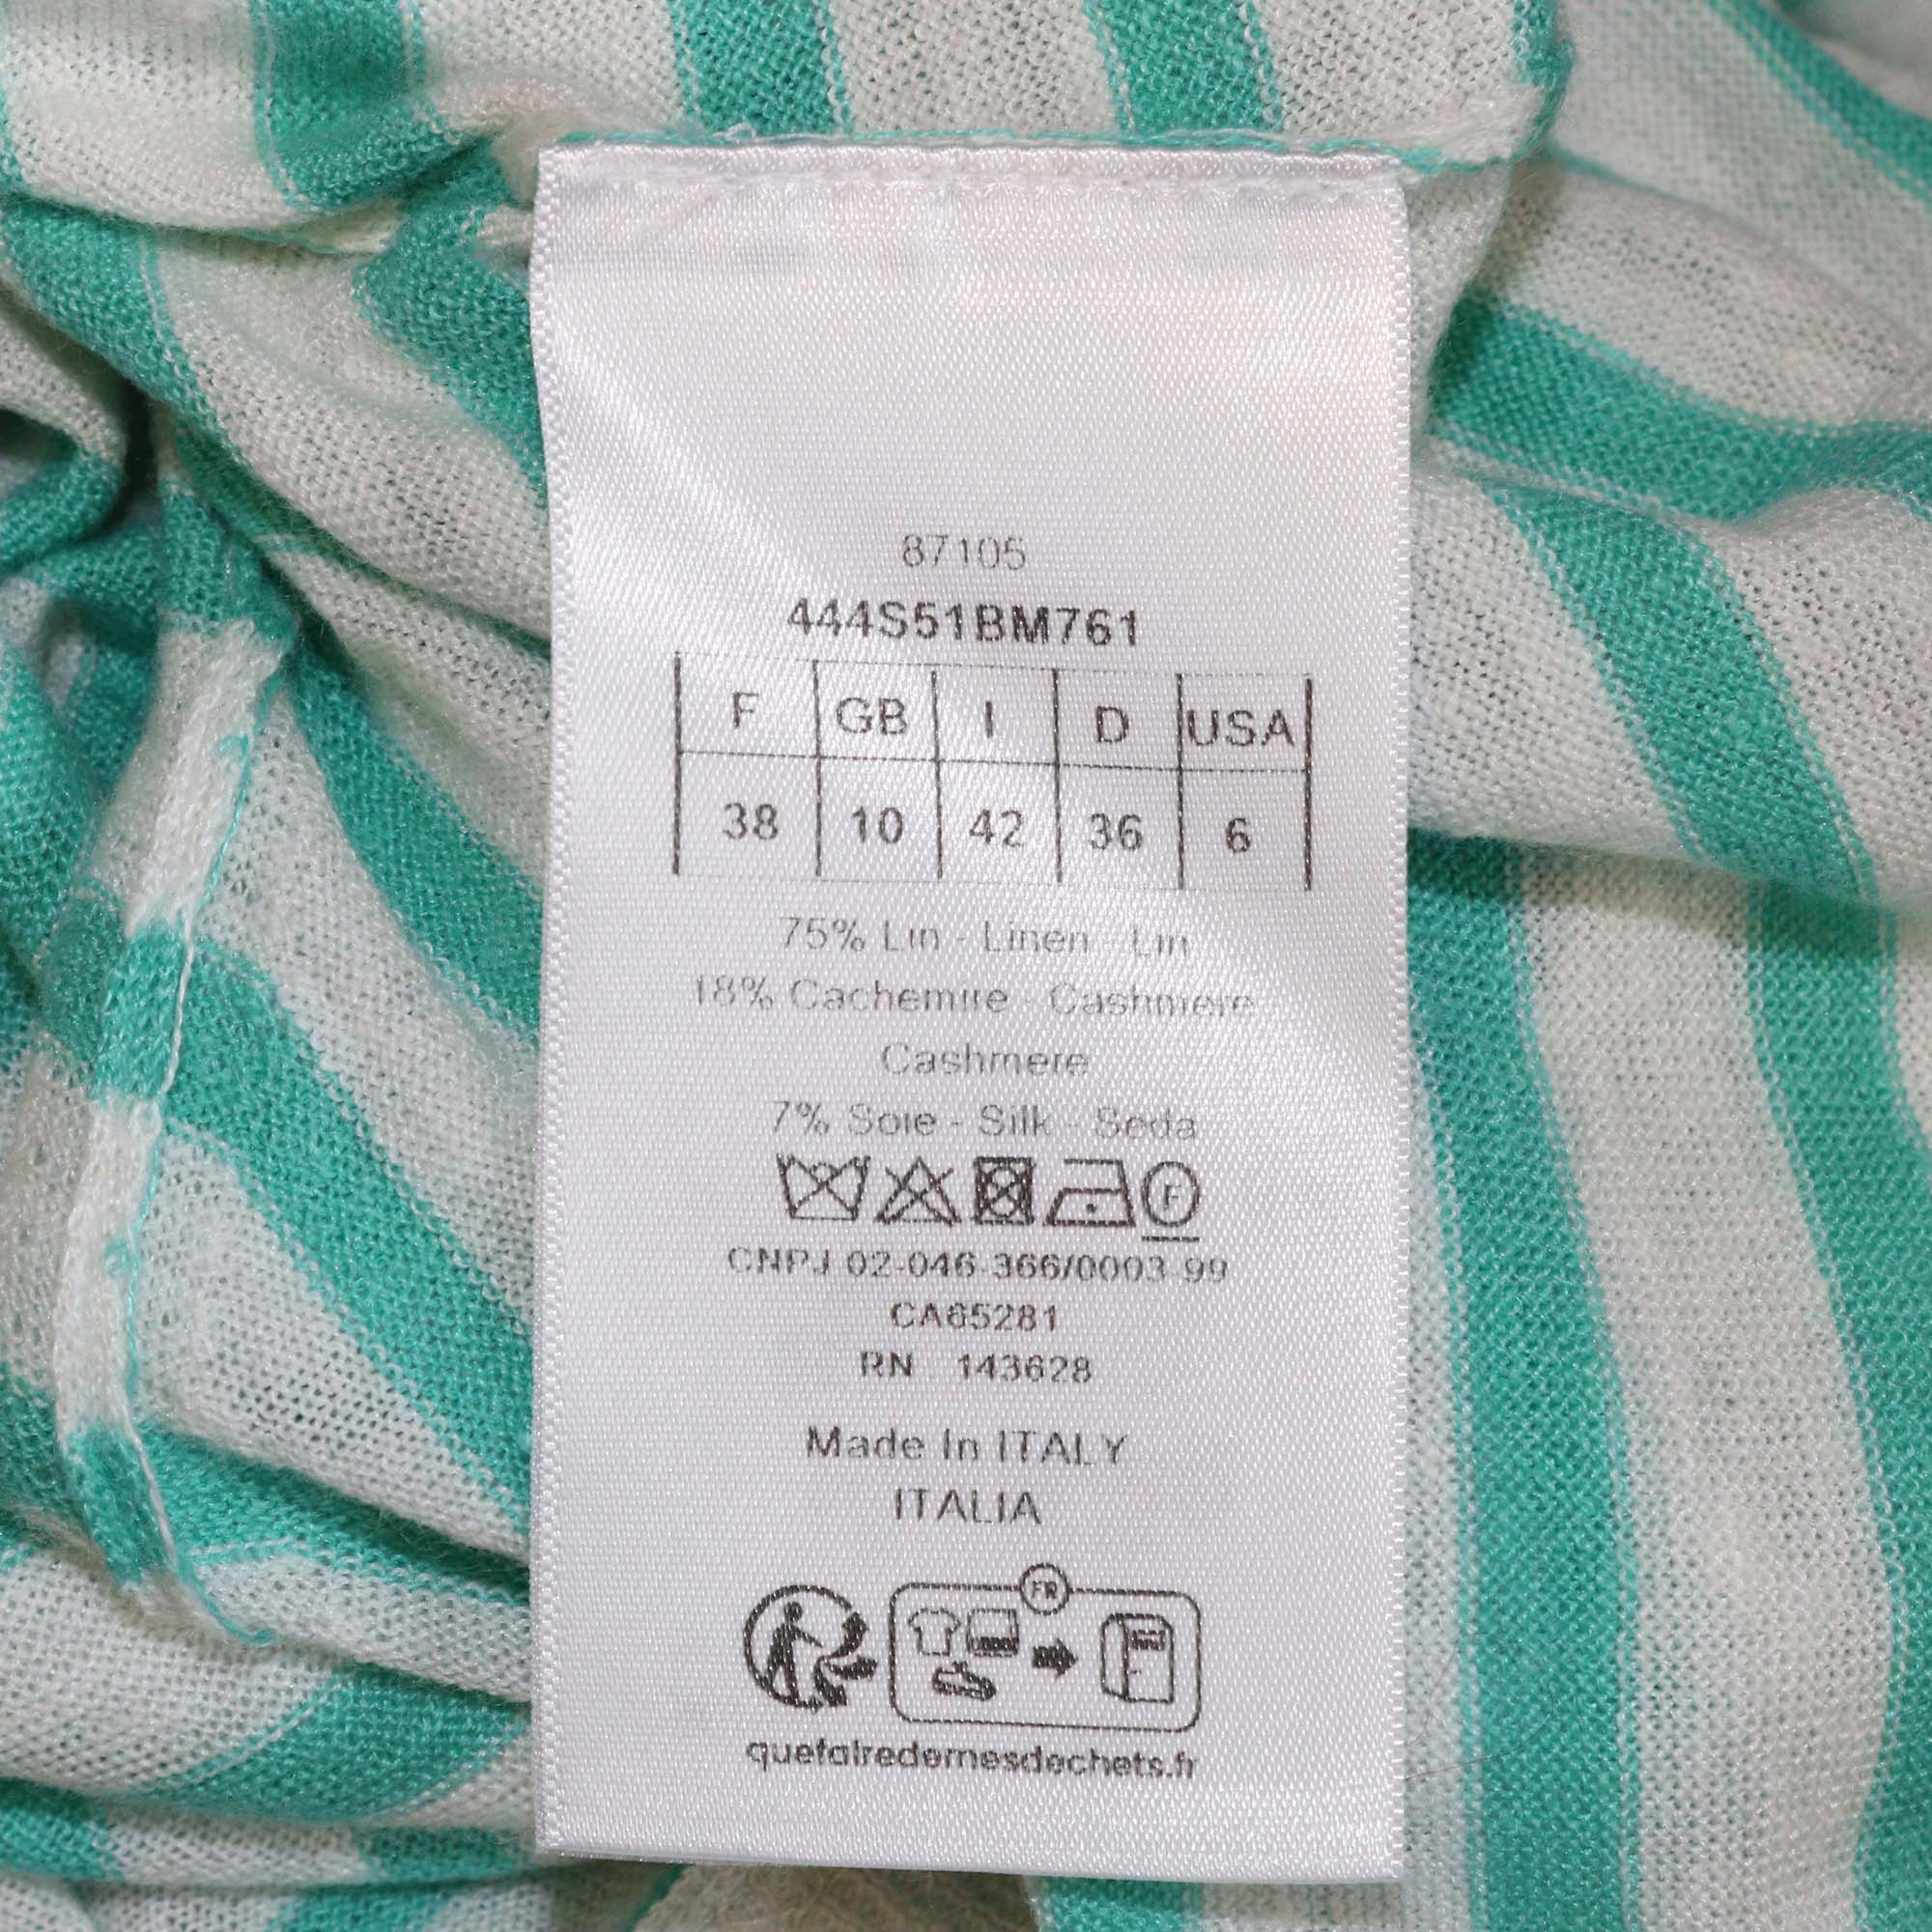 87105
444S51BM761
F GB I D USA
38 10 42 36 6
75% Lin - Linen - Lin
18% Cachemire - Cashmere
Cashmere
7% Soie - Silk - Seda
F
CNPJ 02-046-366/0003-99
CA65281
RN 143628
Made In ITALY
ITALIA
FR
quefairedemesdechets.fr